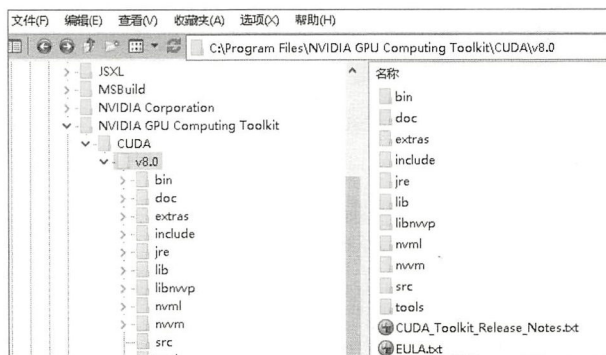 文件(F) 编辑(E) 查看(V) 收藏夹(A) 选项(X) 帮助(H)
C:\Program Files\NVIDIA GPU Computing Toolkit\CUDA\v8.0
JSXL
MSBuild
NVIDIA Corporation
NVIDIA GPU Computing Toolkit
CUDA
v8.0
bin
doc
extras
include
jre
lib
libnvvp
nvml
nvvm
src
名称
bin
doc
extras
include
jre
lib
libnvvp
nvml
nvvm
src
tools
CUDA_Toolkit_Release_Notes.txt
EULA.txt